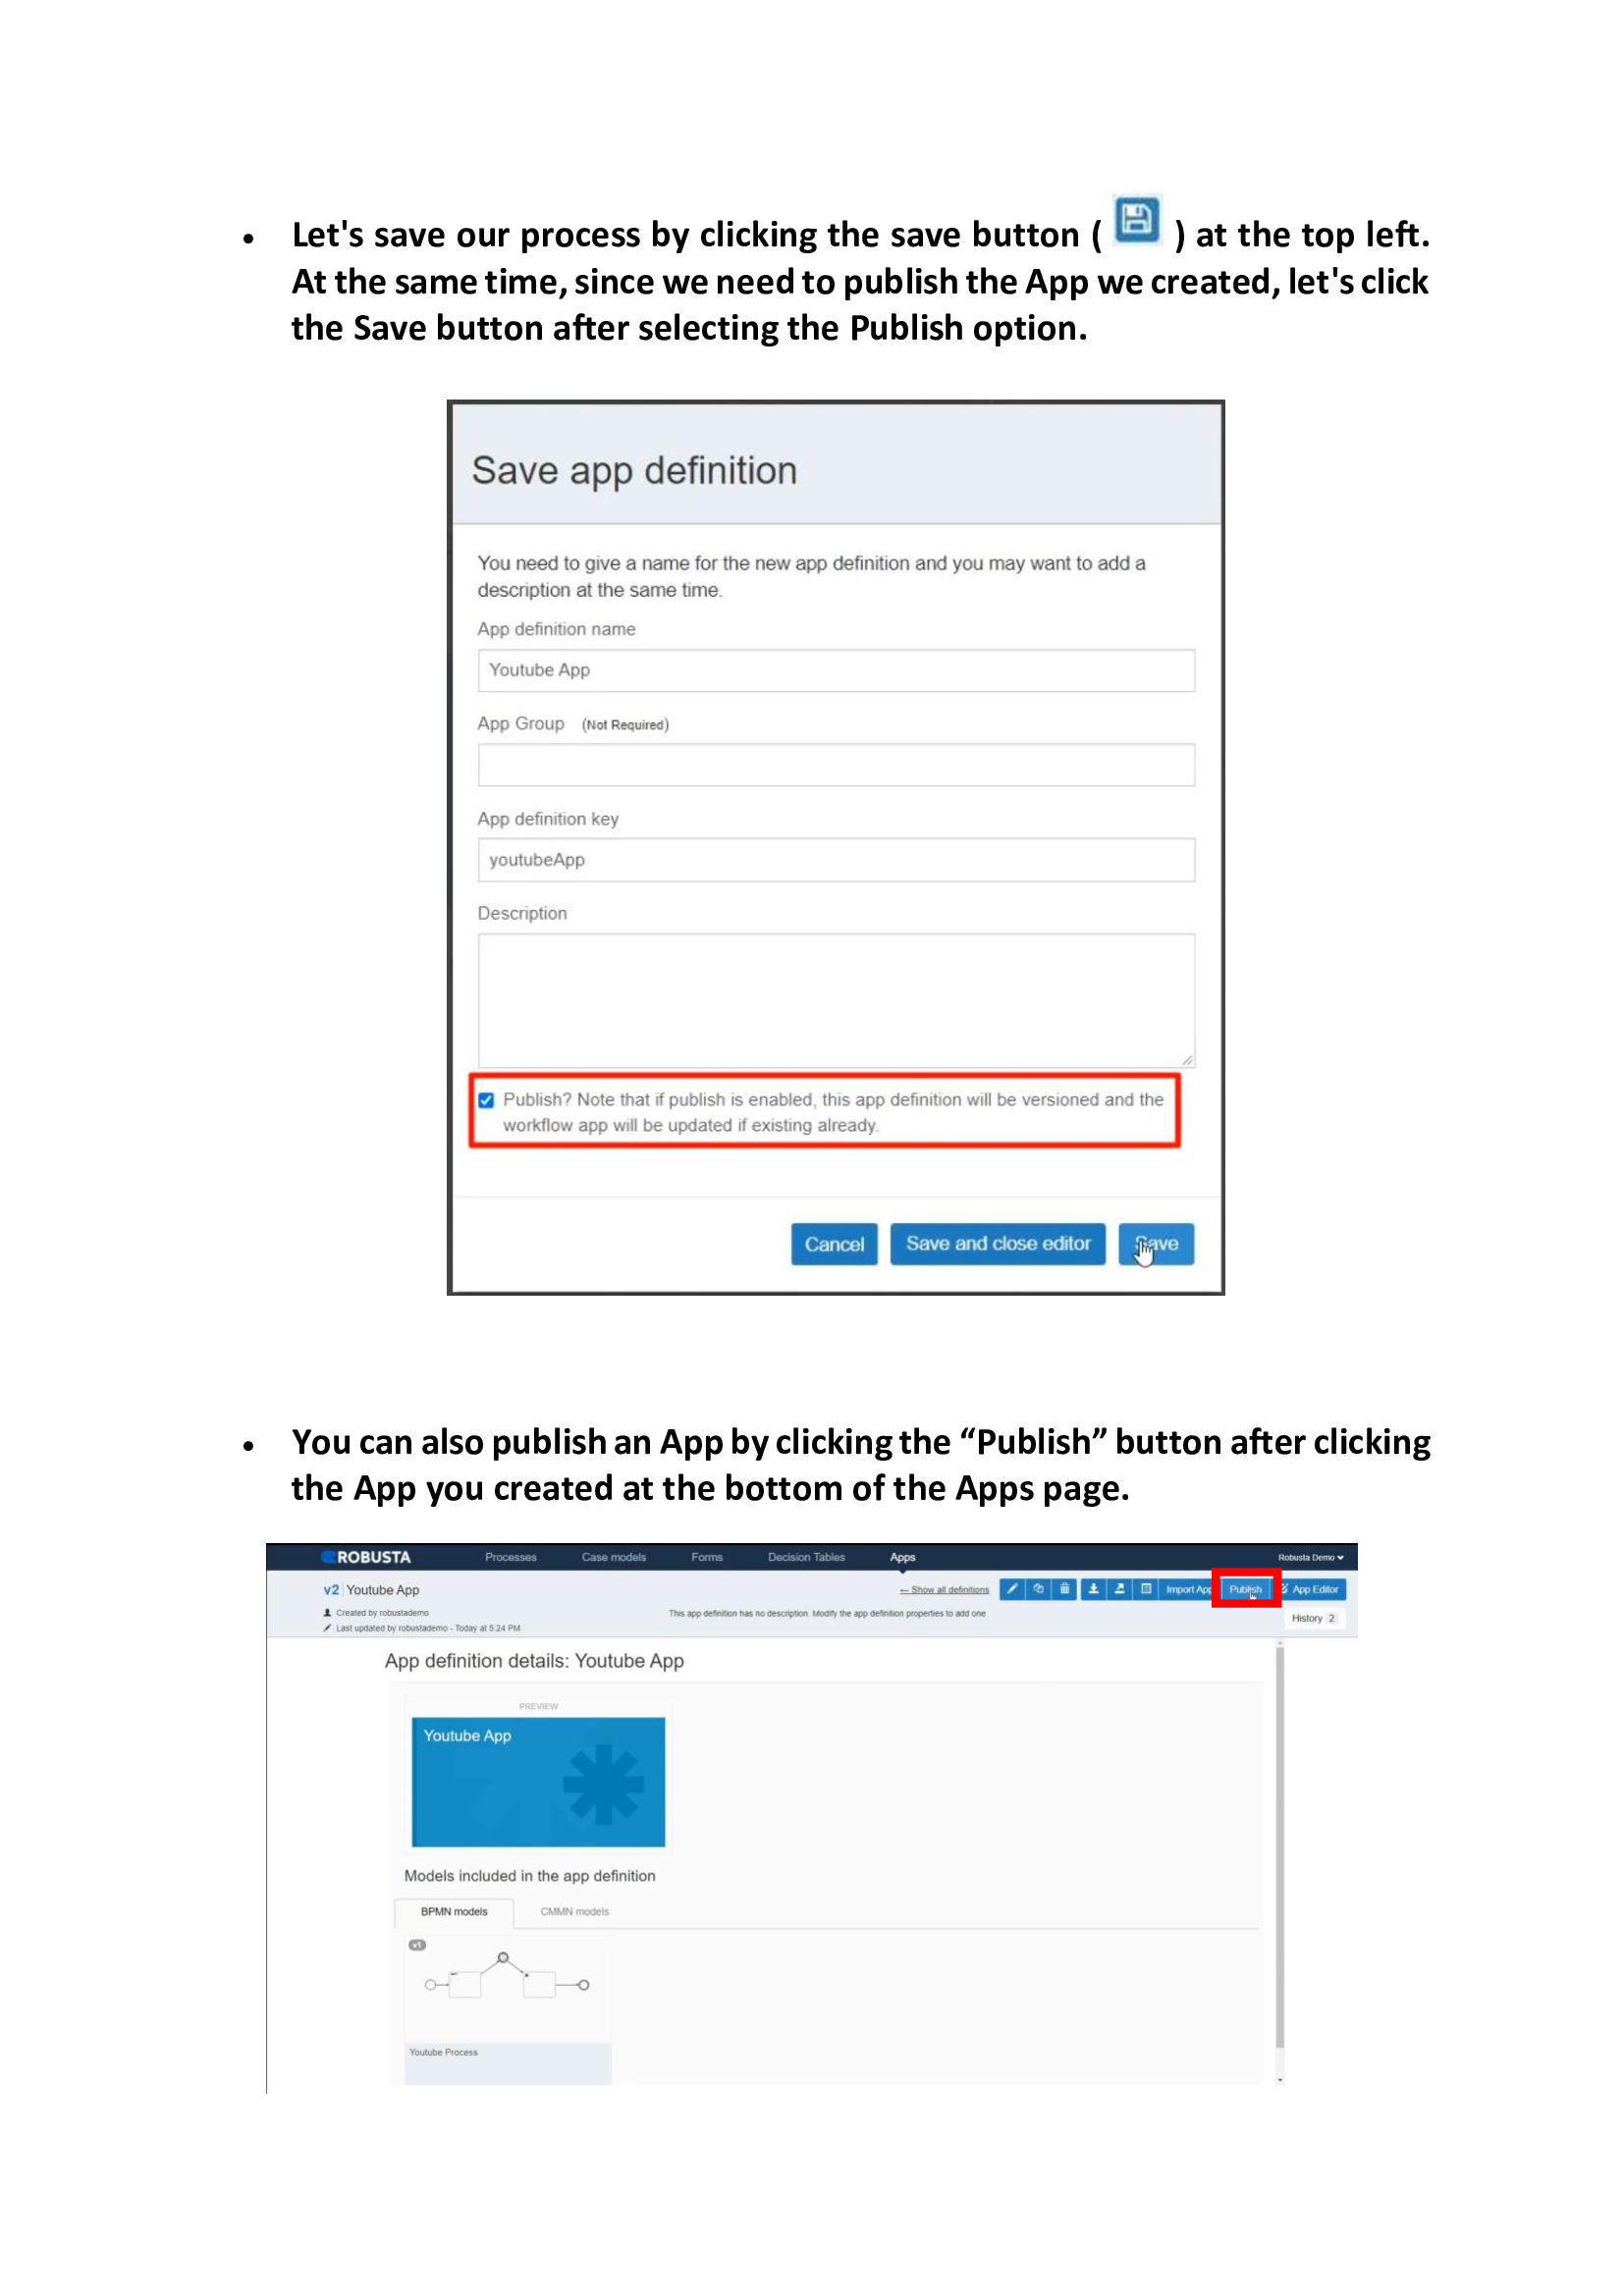 • Let's save our process by clicking the save button ( ) at the top left.
At the same time, since we need to publish the App we created, let's click
the Save button after selecting the Publish option.
Save app definition
You need to give a name for the new app definition and you may want to add a
description at the same time.
App definition name
Youtube App
App Group (Not Required)
App definition key
youtubeApp
Description
Publish? Note that if publish is enabled, this app definition will be versioned and the
workflow app will be updated if existing already.
Cancel Save and close editor Save
• You can also publish an App by clicking the “Publish” button after clicking
the App you created at the bottom of the Apps page.
ROBUSTA Processes Case models Forms Decision Tables Apps Robusta Demo
v2 Youtube App ← Show all definitions Import App Publish App Editor
Created by robustademo This app definition has no description. Modify the app definition properties to add one History 2
Last updated by robustademo - Today at 5:24 PM
App definition details: Youtube App
PREVIEW
Youtube App
Models included in the app definition
BPMN models CMMN models
v1
Youtube Process